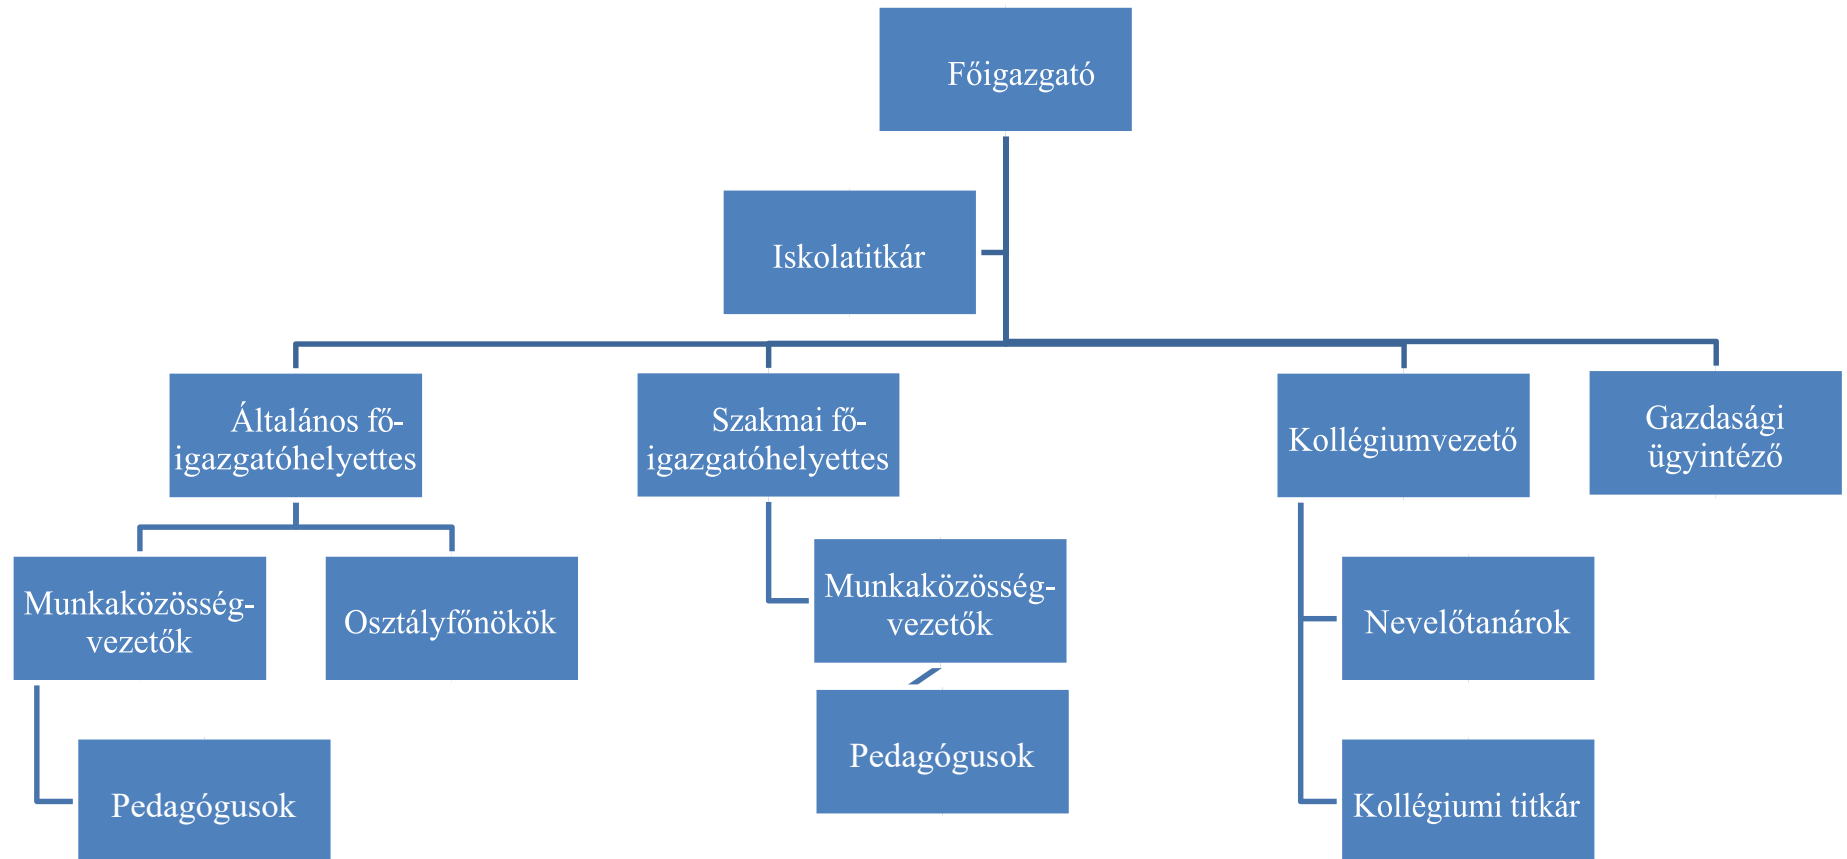 Főigazgató
Iskolatitkár
Általános fő-
igazgatóhelyettes
Szakmai fő-
igazgatóhelyettes
Kollégiumvezető
Gazdasági
ügyintéző
Munkaközösség-
vezetők
Osztályfőnökök
Munkaközösség-
vezetők
Nevelőtanárok
Pedagógusok
Pedagógusok
Kollégiumi titkár